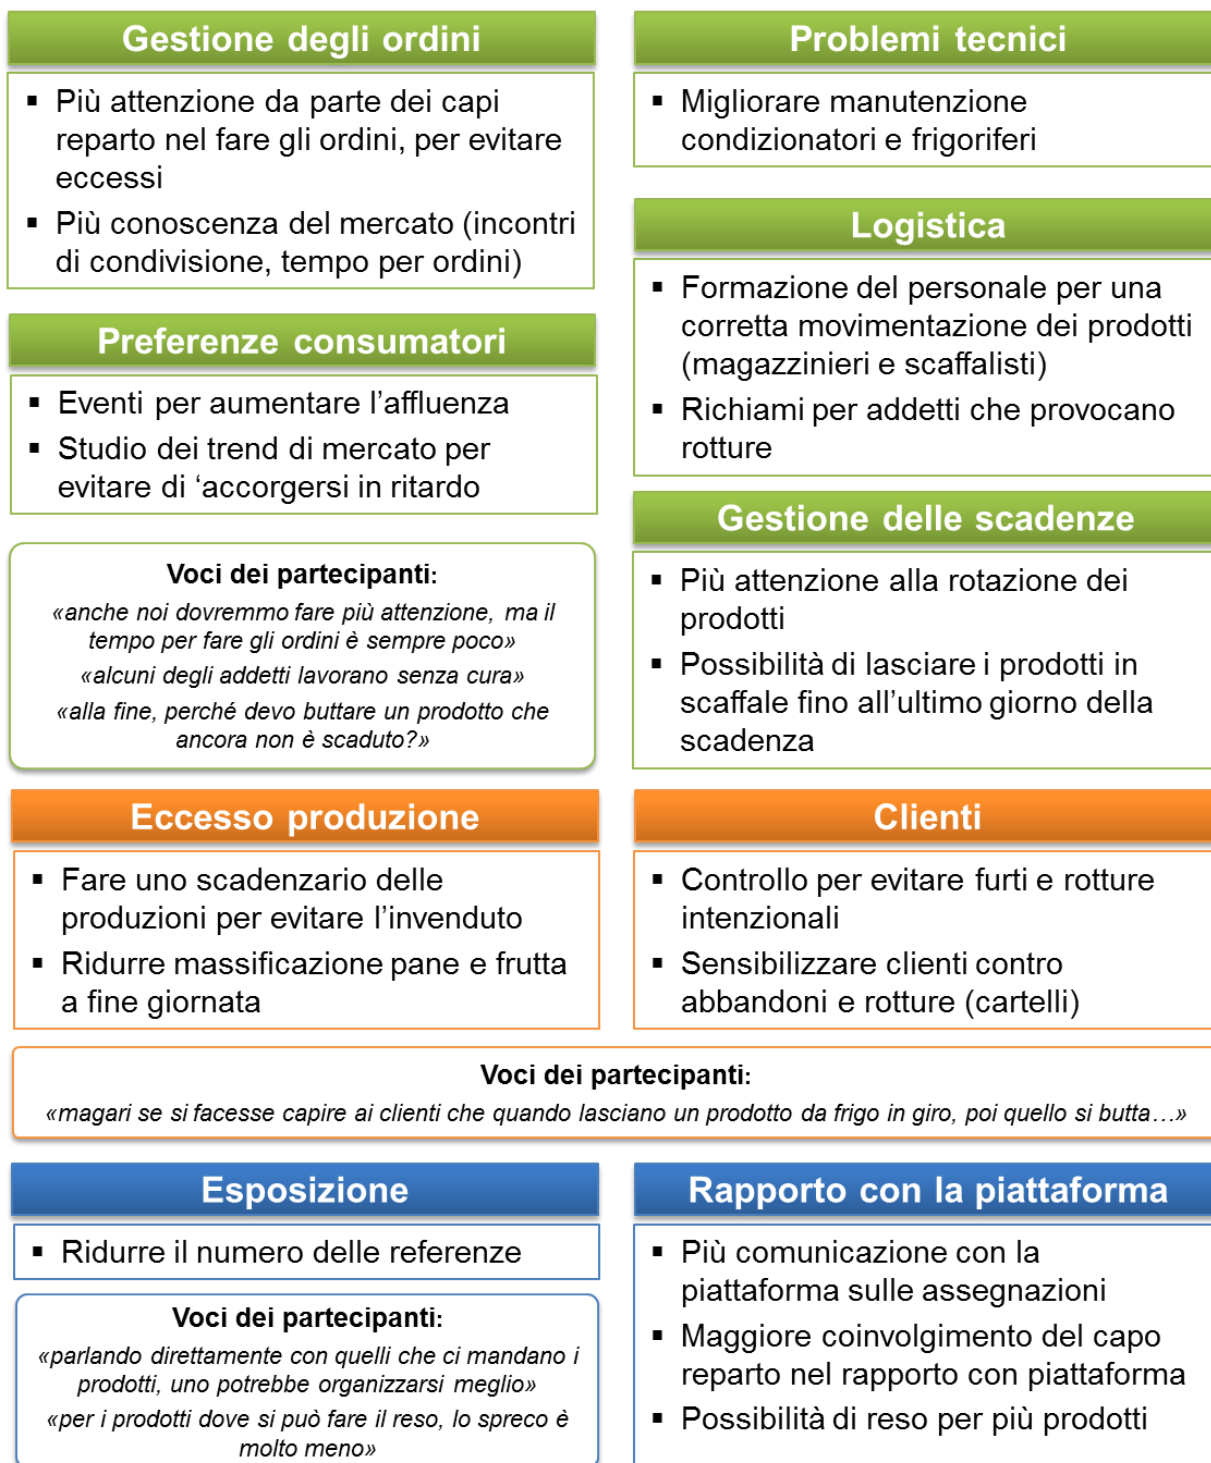 Gestione degli ordini
▪ Più attenzione da parte dei capi
reparto nel fare gli ordini, per evitare
eccessi
▪ Più conoscenza del mercato (incontri
di condivisione, tempo per ordini)
Preferenze consumatori
▪ Eventi per aumentare l’affluenza
▪ Studio dei trend di mercato per
evitare di ‘accorgersi in ritardo
Voci dei partecipanti:
«anche noi dovremmo fare più attenzione, ma il
tempo per fare gli ordini è sempre poco»
«alcuni degli addetti lavorano senza cura»
«alla fine, perché devo buttare un prodotto che
ancora non è scaduto?»
Problemi tecnici
▪ Migliorare manutenzione
condizionatori e frigoriferi
Logistica
▪ Formazione del personale per una
corretta movimentazione dei prodotti
(magazzinieri e scaffalisti)
▪ Richiami per addetti che provocano
rotture
Gestione delle scadenze
▪ Più attenzione alla rotazione dei
prodotti
▪ Possibilità di lasciare i prodotti in
scaffale fino all’ultimo giorno della
scadenza
Eccesso produzione
▪ Fare uno scadenzario delle
produzioni per evitare l’invenduto
▪ Ridurre massificazione pane e frutta
a fine giornata
Clienti
▪ Controllo per evitare furti e rotture
intenzionali
▪ Sensibilizzare clienti contro
abbandoni e rotture (cartelli)
Voci dei partecipanti:
«magari se si facesse capire ai clienti che quando lasciano un prodotto da frigo in giro, poi quello si butta…»
Esposizione
▪ Ridurre il numero delle referenze
Voci dei partecipanti:
«parlando direttamente con quelli che ci mandano i
prodotti, uno potrebbe organizzarsi meglio»
«per i prodotti dove si può fare il reso, lo spreco è
molto meno»
Rapporto con la piattaforma
▪ Più comunicazione con la
piattaforma sulle assegnazioni
▪ Maggiore coinvolgimento del capo
reparto nel rapporto con piattaforma
▪ Possibilità di reso per più prodotti